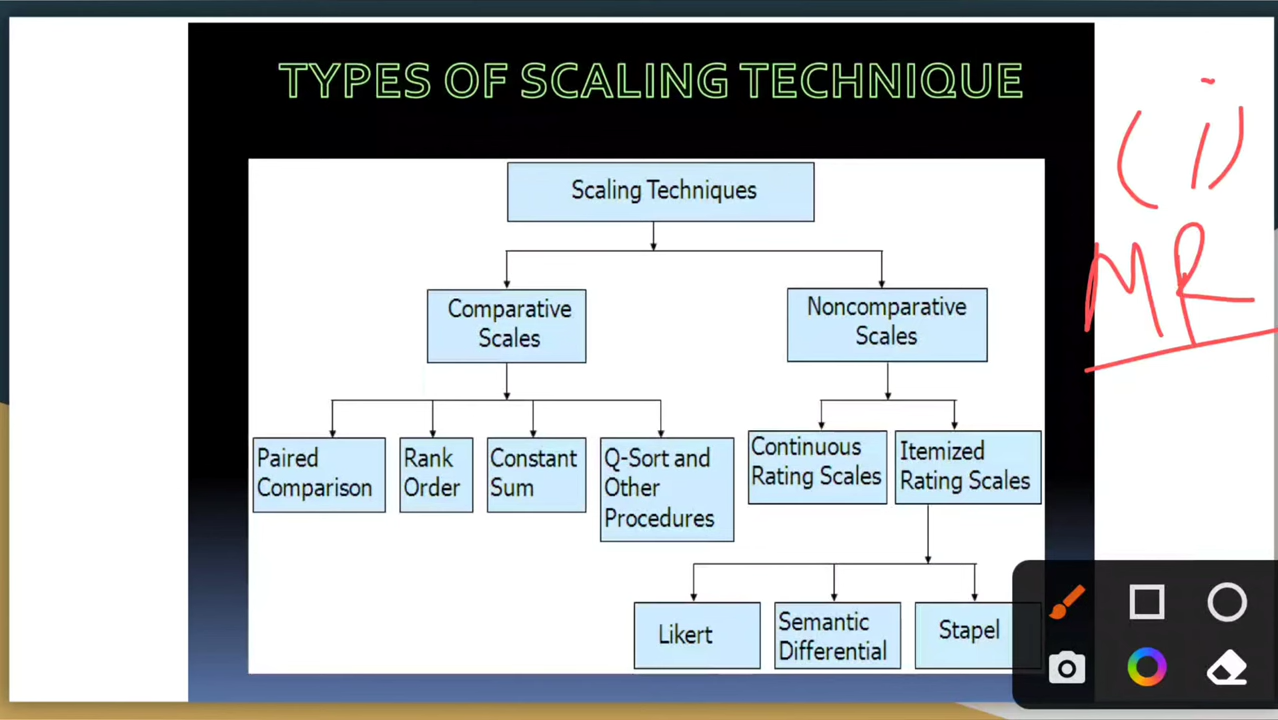 TYPES OF SCALING TECHNIQUE
(i)
MR
Scaling Techniques
Comparative
Scales
Noncomparative
Scales
Paired
Comparison
Rank
Order
Constant
Sum
Q-Sort and
Other
Procedures
Continuous
Rating Scales
Itemized
Rating Scales
Likert
Semantic
Differential
Stapel